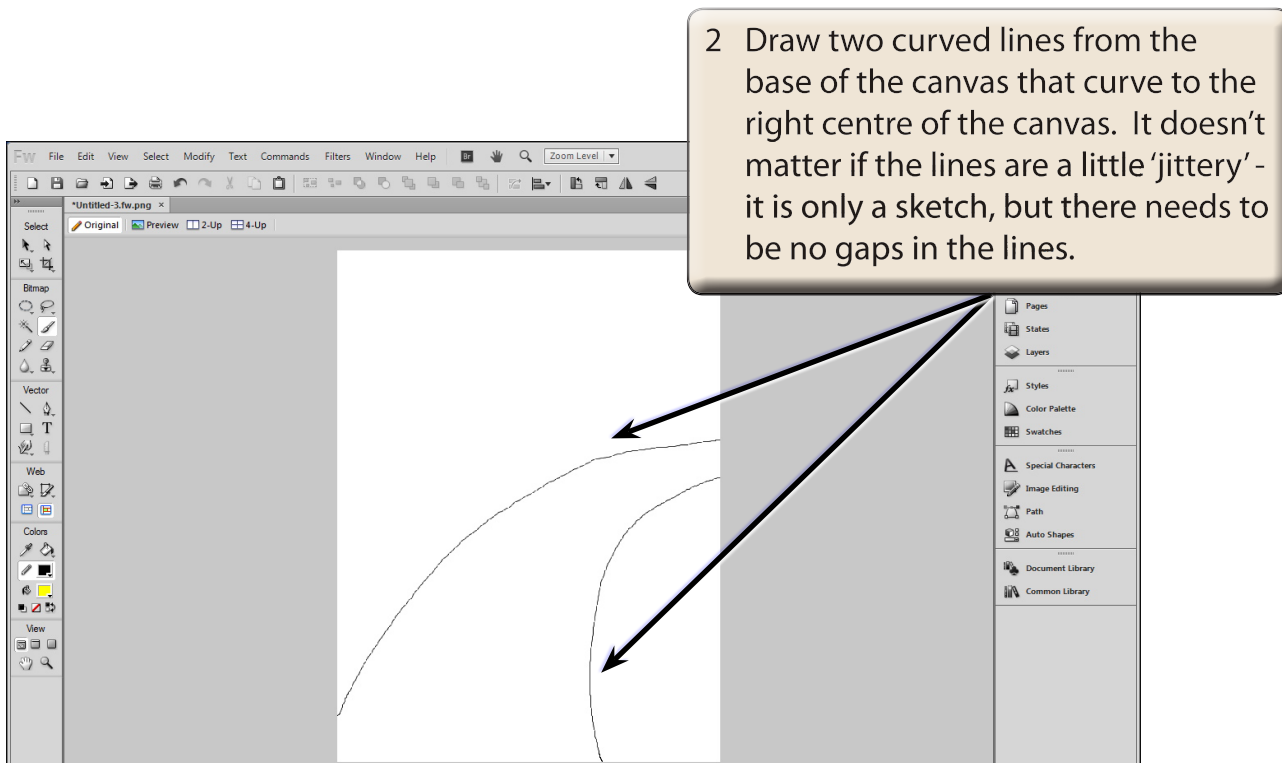 2 Draw two curved lines from the
base of the canvas that curve to the
right centre of the canvas. It doesn’t
matter if the lines are a little ‘jittery’ -
it is only a sketch, but there needs to
be no gaps in the lines.
Fw File Edit View Select Modify Text Commands Filters Window Help Br Zoom Level
*Untitled-3.fw.png ×
Original Preview 2-Up 4-Up
Select
Bitmap
Vector
T
Web
Colors
View
Pages
States
Layers
Styles
Color Palette
Swatches
Special Characters
Image Editing
Path
Auto Shapes
Document Library
Common Library